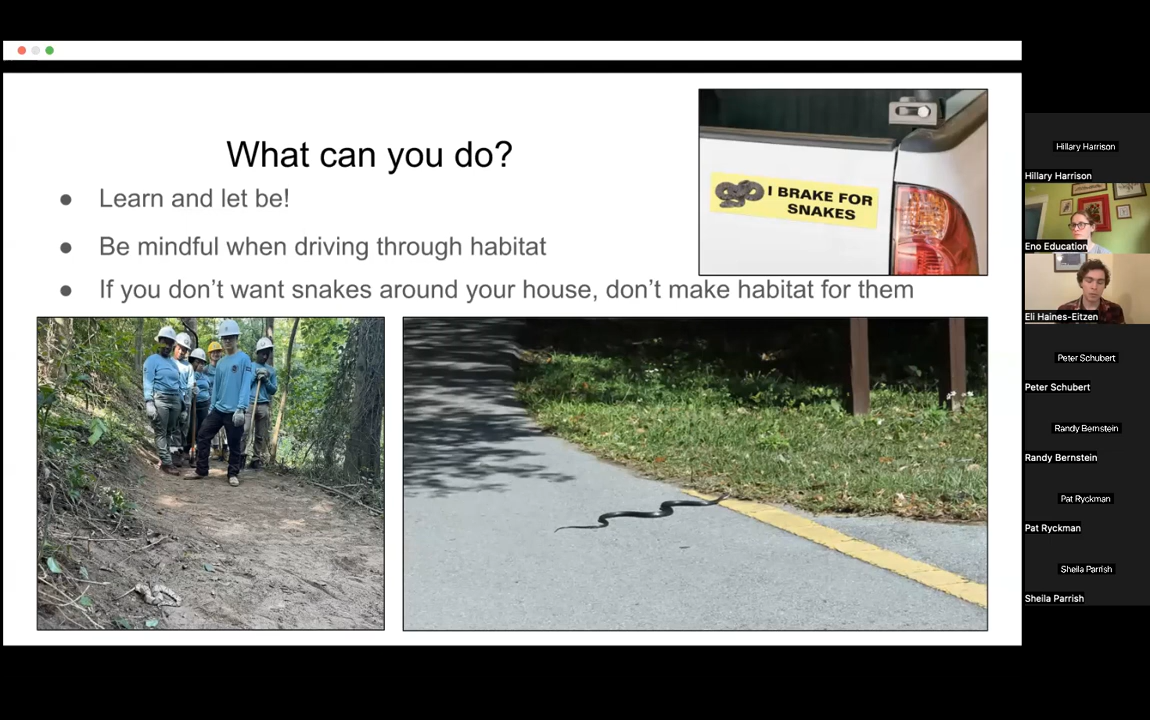 What can you do?
● Learn and let be!
● Be mindful when driving through habitat
● If you don’t want snakes around your house, don’t make habitat for them
I BRAKE FOR
SNAKES
Hillary Harrison
Hillary Harrison
Eno Education
Eli Haines-Eitzen
Peter Schubert
Peter Schubert
Randy Bernstein
Randy Bernstein
Pat Ryckman
Pat Ryckman
Sheila Parrish
Sheila Parrish